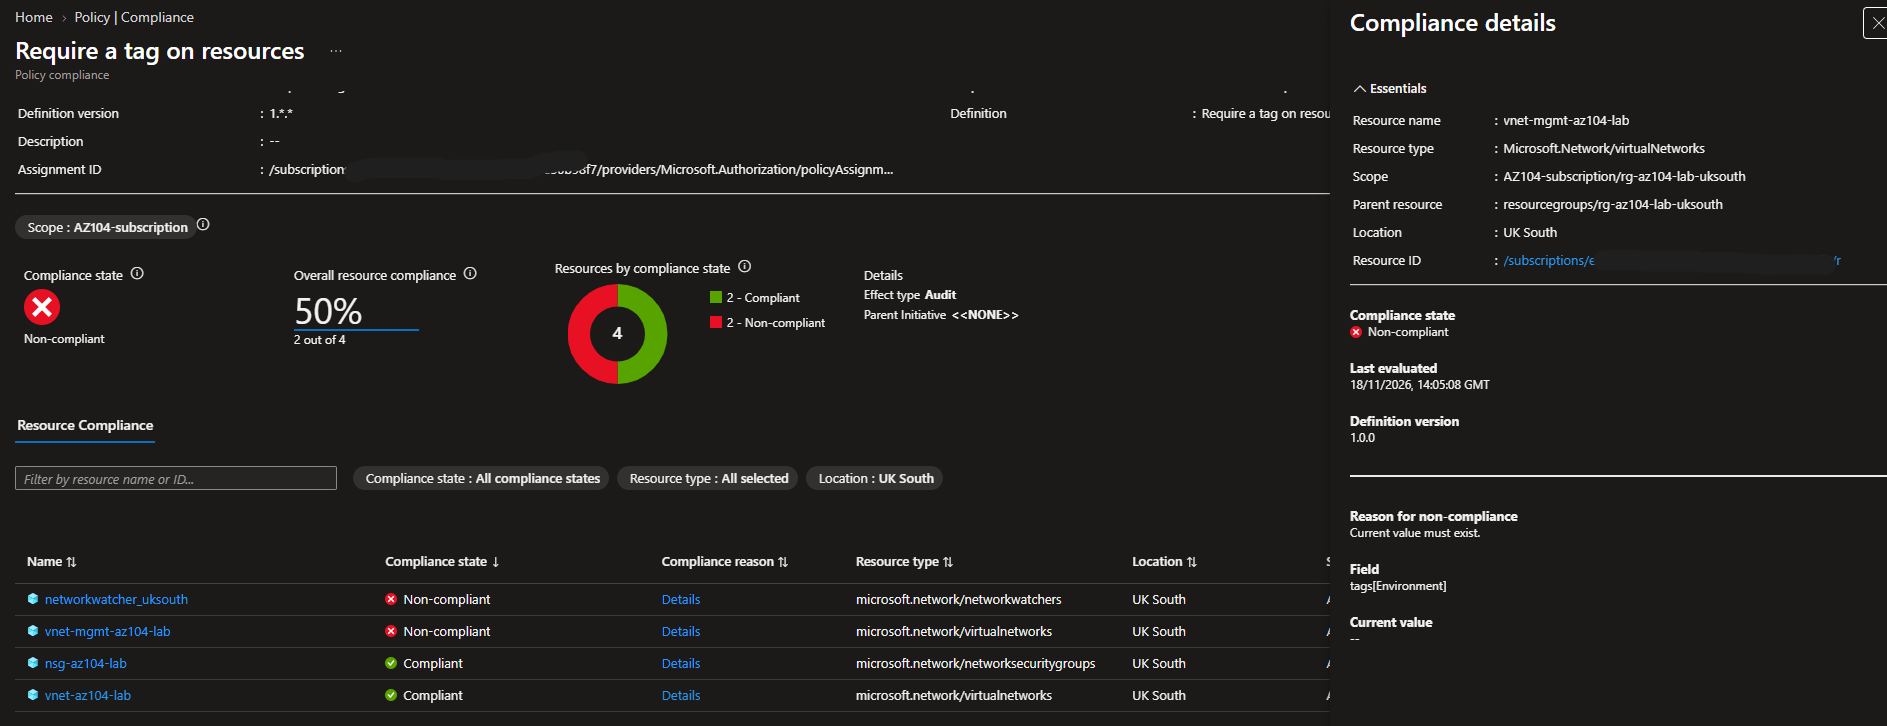 Home > Policy | Compliance
Require a tag on resources ...
Policy compliance
Definition version : 1.*.*
Definition : Require a tag on resou
Description : --
Assignment ID : /subscription f7/providers/Microsoft.Authorization/policyAssignm...
Scope : AZ104-subscription
Compliance state
Non-compliant
Overall resource compliance
50%
2 out of 4
Resources by compliance state
4
2 - Compliant
2 - Non-compliant
Details
Effect type Audit
Parent Initiative <<NONE>>
Resource Compliance
Filter by resource name or ID...
Compliance state : All compliance states
Resource type : All selected
Location : UK South
Name Compliance state Compliance reason Resource type Location
networkwatcher_uksouth Non-compliant Details microsoft.network/networkwatchers UK South
vnet-mgmt-az104-lab Non-compliant Details microsoft.network/virtualnetworks UK South
nsg-az104-lab Compliant Details microsoft.network/networksecuritygroups UK South
vnet-az104-lab Compliant Details microsoft.network/virtualnetworks UK South
Compliance details
Essentials
Resource name : vnet-mgmt-az104-lab
Resource type : Microsoft.Network/virtualNetworks
Scope : AZ104-subscription/rg-az104-lab-uksouth
Parent resource : resourcegroups/rg-az104-lab-uksouth
Location : UK South
Resource ID : /subscriptions/e /r
Compliance state
Non-compliant
Last evaluated
18/11/2026, 14:05:08 GMT
Definition version
1.0.0
Reason for non-compliance
Current value must exist.
Field
tags[Environment]
Current value
--